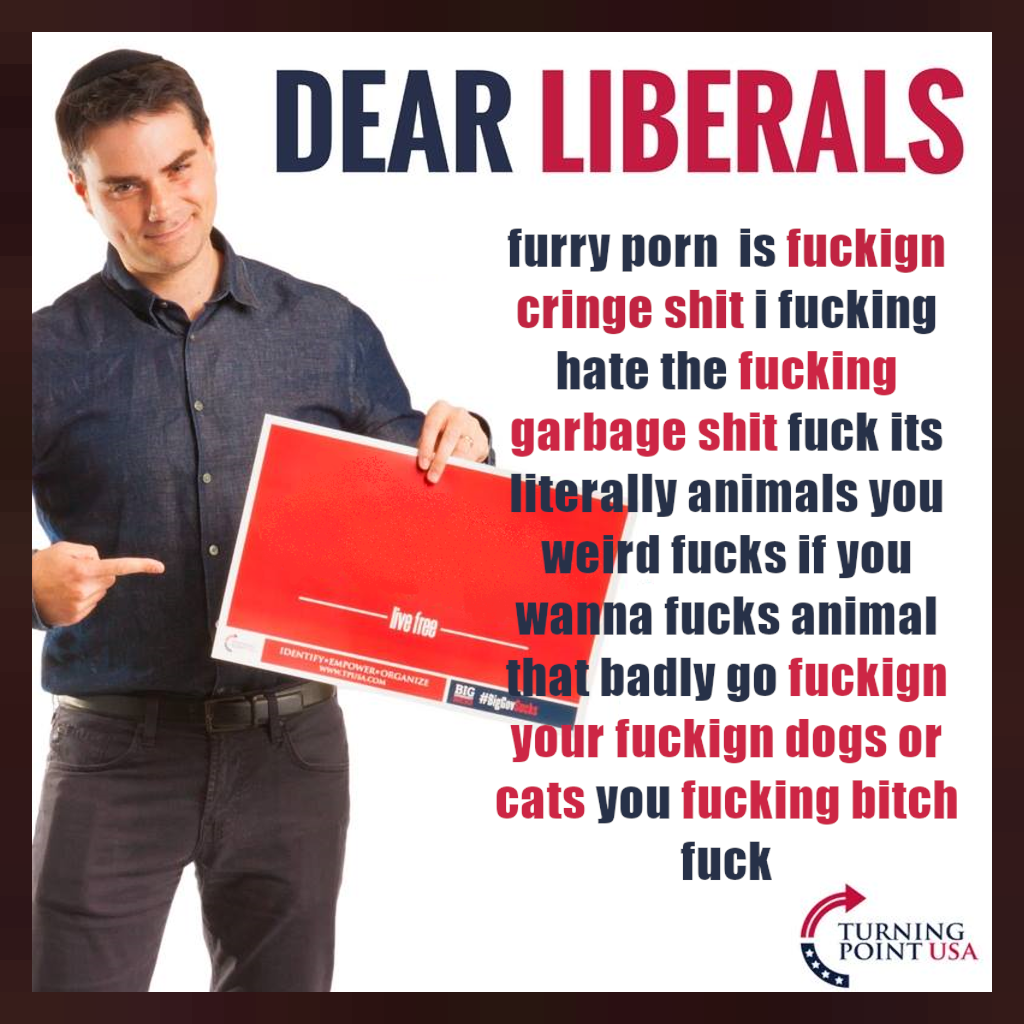 DEAR LIBERALS
furry porn is fuckign
cringe shit i fucking
hate the fucking
garbage shit fuck its
literally animals you
weird fucks if you
wanna fucks animal
that badly go fuckign
your fuckign dogs or
cats you fucking bitch
fuck
live free
IDENTIFY•EMPOWER•ORGANIZE
WWW.TPUSA.COM
BIG
#BigGovSucks
TURNING
POINT USA